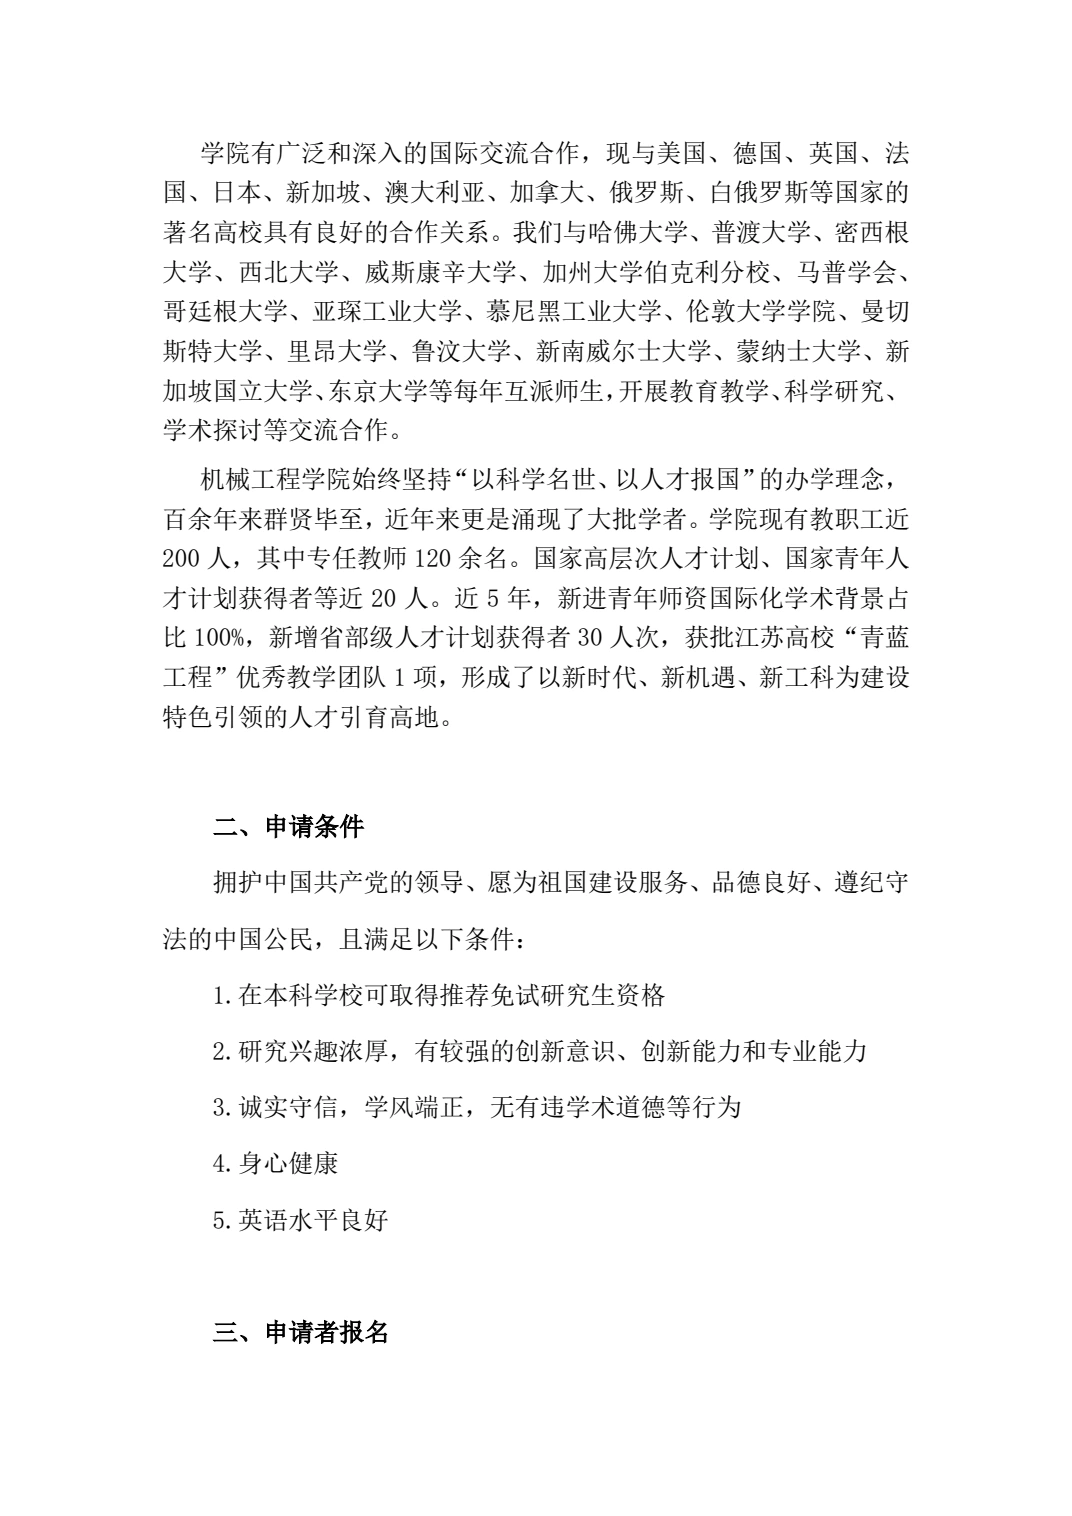 学院有广泛和深入的国际交流合作，现与美国、德国、英国、法
国、日本、新加坡、澳大利亚、加拿大、俄罗斯、白俄罗斯等国家的
著名高校具有良好的合作关系。我们与哈佛大学、普渡大学、密西根
大学、西北大学、威斯康辛大学、加州大学伯克利分校、马普学会、
哥廷根大学、亚琛工业大学、慕尼黑工业大学、伦敦大学学院、曼切
斯特大学、里昂大学、鲁汶大学、新南威尔士大学、蒙纳士大学、新
加坡国立大学、东京大学等每年互派师生，开展教育教学、科学研究、
学术探讨等交流合作。
机械工程学院始终坚持“以科学名世、以人才报国”的办学理念，
百余年来群贤毕至，近年来更是涌现了大批学者。学院现有教职工近
200 人，其中专任教师 120 余名。国家高层次人才计划、国家青年人
才计划获得者等近 20 人。近 5 年，新进青年师资国际化学术背景占
比 100%，新增省部级人才计划获得者 30 人次，获批江苏高校“青蓝
工程”优秀教学团队 1 项，形成了以新时代、新机遇、新工科为建设
特色引领的人才引育高地。
二、申请条件
拥护中国共产党的领导、愿为祖国建设服务、品德良好、遵纪守
法的中国公民，且满足以下条件：
1.在本科学校可取得推荐免试研究生资格
2.研究兴趣浓厚，有较强的创新意识、创新能力和专业能力
3.诚实守信，学风端正，无有违学术道德等行为
4.身心健康
5.英语水平良好
三、申请者报名